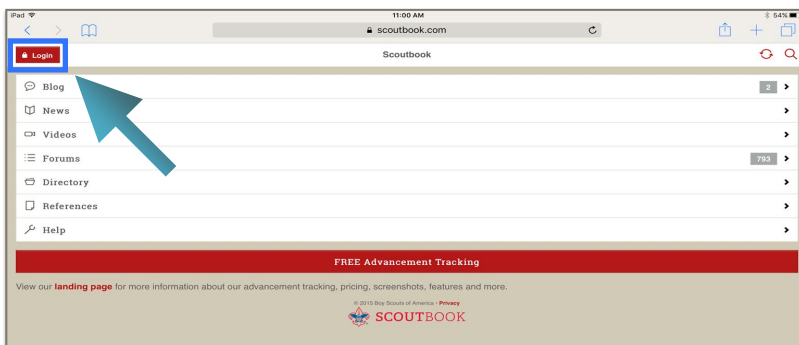 iPad 11:00 AM 54%
scoutbook.com
Login Scoutbook
Blog 2
News
Videos
Forums 793
Directory
References
Help
FREE Advancement Tracking
View our landing page for more information about our advancement tracking, pricing, screenshots, features and more.
© 2015 Boy Scouts of America • Privacy
SCOUTBOOK